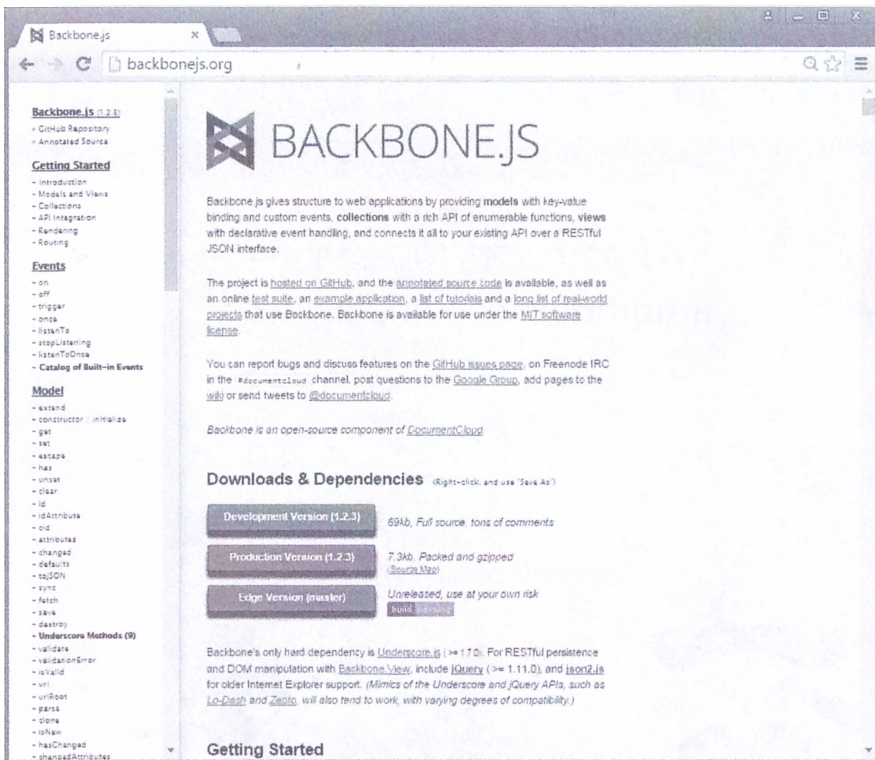 Backbone.js
backbonejs.org
Backbone.js (1.2.3)
- GitHub Repository
- Annotated Source
Getting Started
- Introduction
- Models and Views
- Collections
- API Integration
- Rendering
- Routing
Events
- on
- off
- trigger
- once
- listenTo
- stopListening
- listenToOnce
- Catalog of Built-in Events
Model
- extend
- constructor / initialize
- get
- set
- escape
- has
- unset
- clear
- id
- idAttribute
- cid
- attributes
- changed
- defaults
- toJSON
- sync
- fetch
- save
- destroy
- Underscore Methods (9)
- validate
- validationError
- isValid
- url
- urlRoot
- parse
- clone
- isNew
- hasChanged
- changedAttributes
BACKBONE.JS
Backbone.js gives structure to web applications by providing models with key-value
binding and custom events, collections with a rich API of enumerable functions, views
with declarative event handling, and connects it all to your existing API over a RESTful
JSON interface.
The project is hosted on GitHub, and the annotated source code is available, as well as
an online test suite, an example application, a list of tutorials and a long list of real-world
projects that use Backbone. Backbone is available for use under the MIT software
license.
You can report bugs and discuss features on the GitHub issues page, on Freenode IRC
in the #documentcloud channel, post questions to the Google Group, add pages to the
wiki or send tweets to @documentcloud.
Backbone is an open-source component of DocumentCloud.
Downloads & Dependencies (Right-click, and use "Save As")
Development Version (1.2.3) 69kb, Full source, tons of comments
Production Version (1.2.3) 7.3kb, Packed and gzipped
(Source Map)
Edge Version (master) Unreleased, use at your own risk
build passing
Backbone's only hard dependency is Underscore.js ( >= 1.7.0). For RESTful persistence
and DOM manipulation with Backbone.View, include jQuery ( >= 1.11.0), and json2.js
for older Internet Explorer support. (Mimics of the Underscore and jQuery APIs, such as
Lo-Dash and Zepto, will also tend to work, with varying degrees of compatibility.)
Getting Started